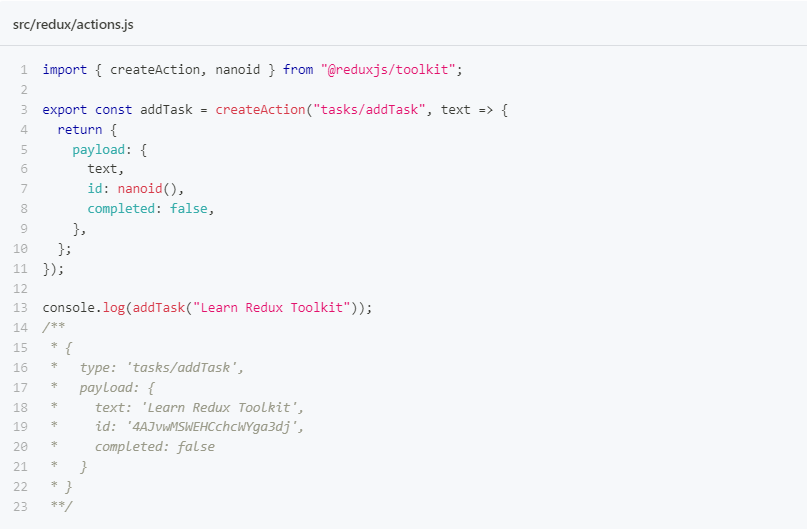 src/redux/actions.js
1 import { createAction, nanoid } from "@reduxjs/toolkit";
2
3 export const addTask = createAction("tasks/addTask", text => {
4   return {
5     payload: {
6       text,
7       id: nanoid(),
8       completed: false,
9     },
10   };
11 });
12
13 console.log(addTask("Learn Redux Toolkit"));
14 /**
15  * {
16  *   type: 'tasks/addTask',
17  *   payload: {
18  *     text: 'Learn Redux Toolkit',
19  *     id: '4AJvwMSWEHCchcWYga3dj',
20  *     completed: false
21  *   }
22  * }
23  **/